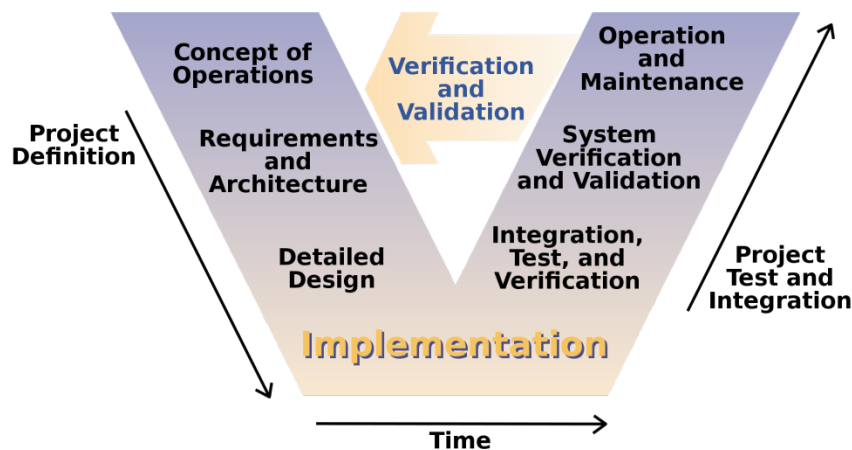 Concept of
Operations
Verification
and
Validation
Operation
and
Maintenance
Project
Definition
Requirements
and
Architecture
System
Verification
and Validation
Detailed
Design
Integration,
Test, and
Verification
Project
Test and
Integration
Implementation
Time